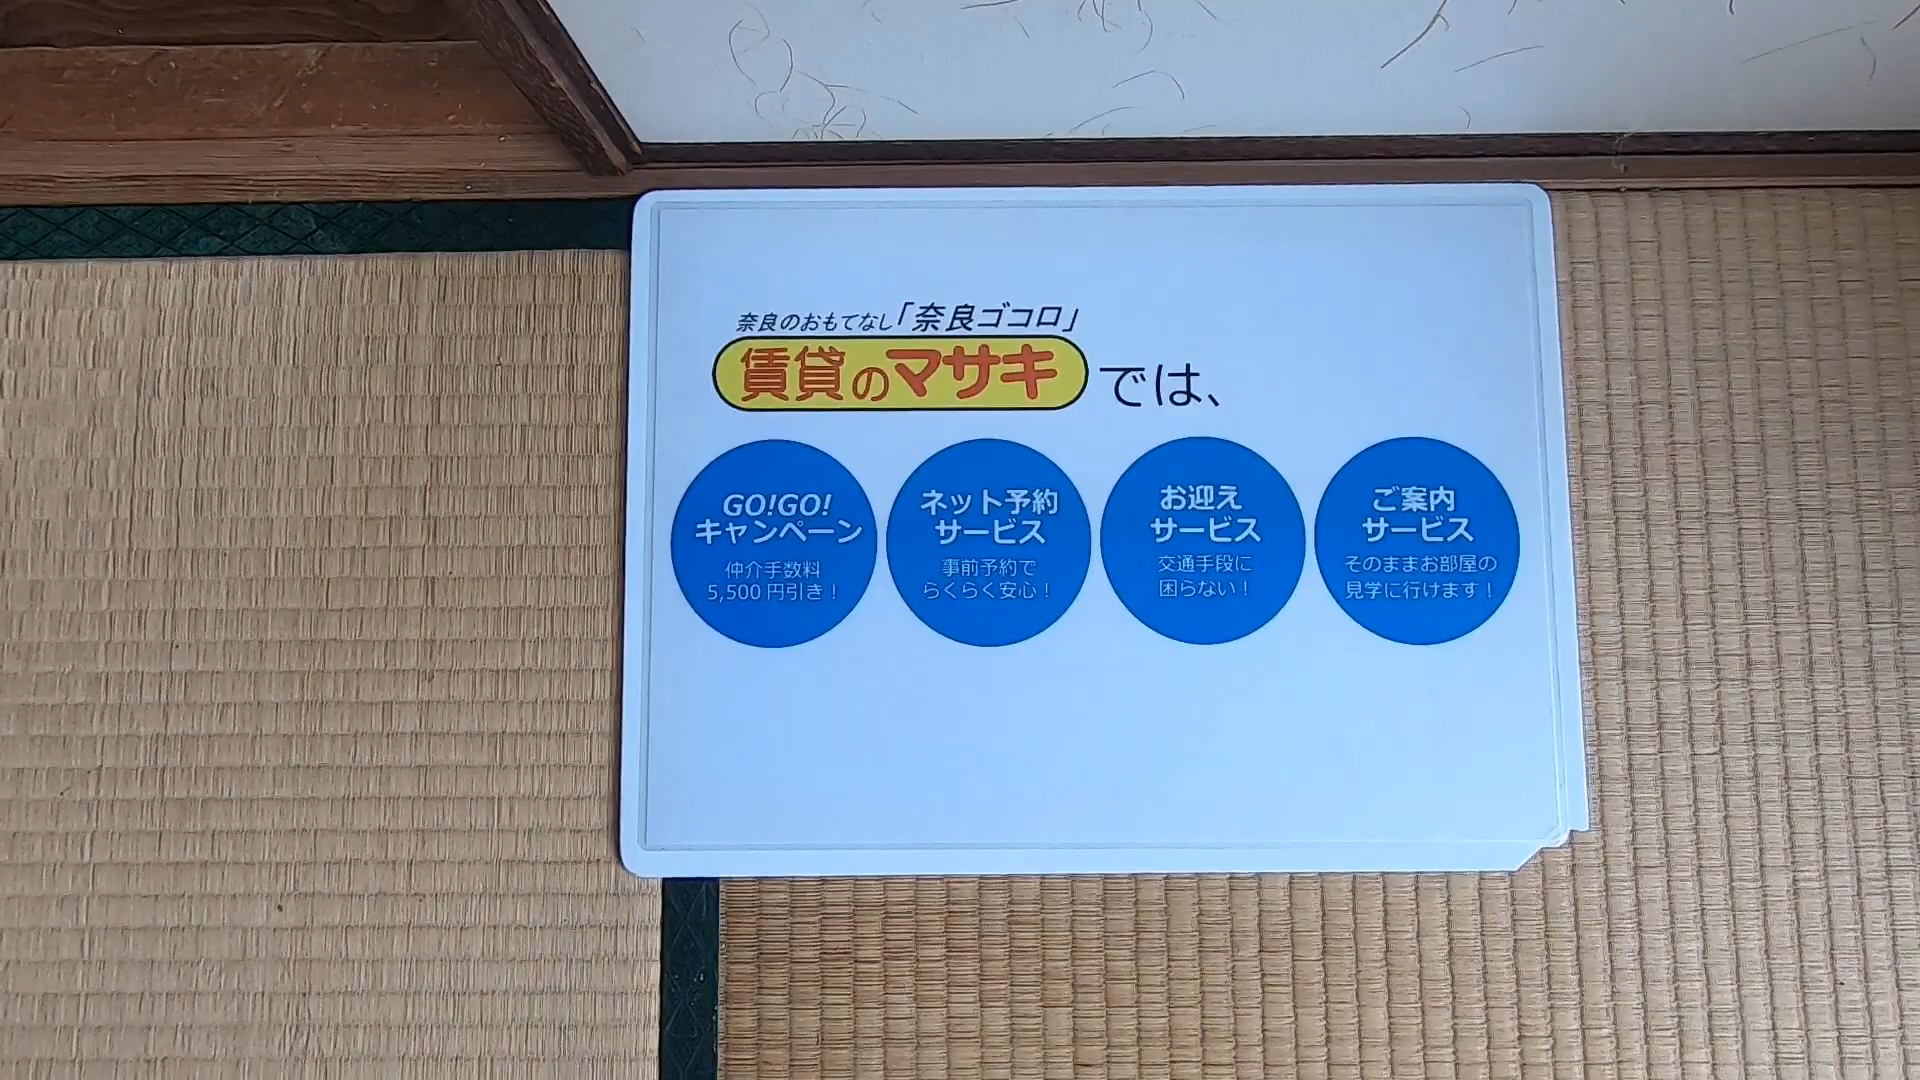 奈良のおもてなし「奈良ゴコロ」
賃貸のマサキでは、
GO!GO!
キャンペーン
仲介手数料
5,500円引き！
ネット予約
サービス
事前予約で
らくらく安心！
お迎え
サービス
交通手段に
困らない！
ご案内
サービス
そのままお部屋の
見学に行けます！